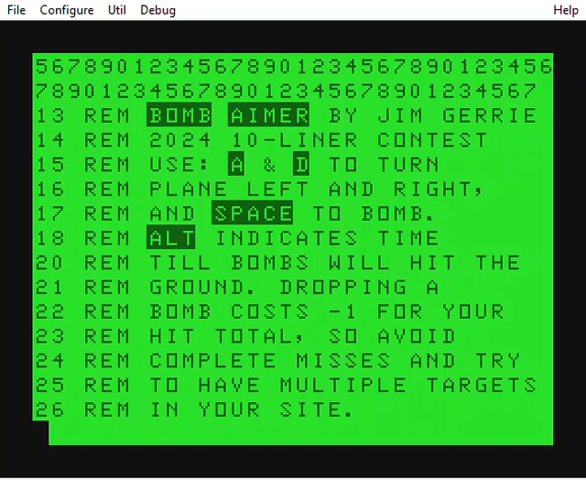 File Configure Util Debug Help
56789012345678901234567890123456
7890123456789012345678901234567
13 REM BOMB AIMER BY JIM GERRIE
14 REM 2024 10-LINER CONTEST
15 REM USE: A & D TO TURN
16 REM PLANE LEFT AND RIGHT,
17 REM AND SPACE TO BOMB.
18 REM ALT INDICATES TIME
20 REM TILL BOMBS WILL HIT THE
21 REM GROUND. DROPPING A
22 REM BOMB COSTS -1 FOR YOUR
23 REM HIT TOTAL, SO AVOID
24 REM COMPLETE MISSES AND TRY
25 REM TO HAVE MULTIPLE TARGETS
26 REM IN YOUR SITE.